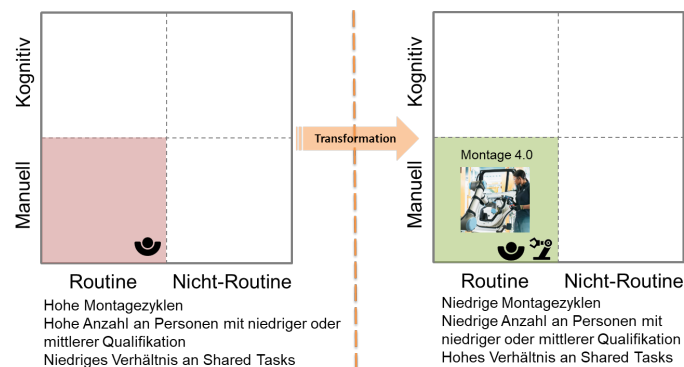 Kognitiv
Manuell
Routine
Nicht-Routine
Hohe Montagezyklen
Hohe Anzahl an Personen mit niedriger oder
mittlerer Qualifikation
Niedriges Verhältnis an Shared Tasks
Transformation
Kognitiv
Manuell
Montage 4.0
Routine
Nicht-Routine
Niedrige Montagezyklen
Niedrige Anzahl an Personen mit
niedriger oder mittlerer Qualifikation
Hohes Verhältnis an Shared Tasks